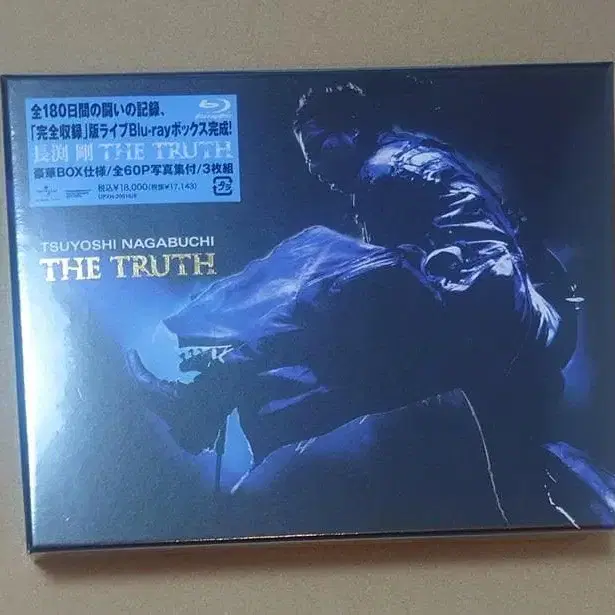 全180日間の闘いの記録、
「完全収録」版ライブBlu-rayボックス完成!
長渕 剛 THE TRUTH
豪華BOX仕様/全60P写真集付/3枚組
税込¥18,000(税抜¥17,143)
TSUYOSHI NAGABUCHI
THE TRUTH